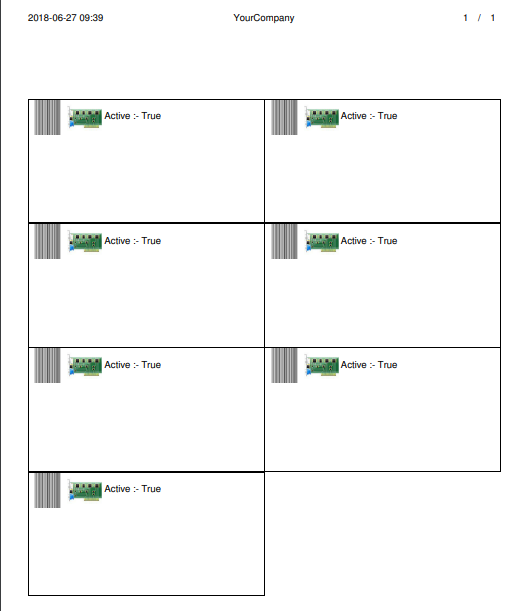 2018-06-27 09:39 YourCompany 1 / 1
Active :- True Active :- True
Active :- True Active :- True
Active :- True Active :- True
Active :- True